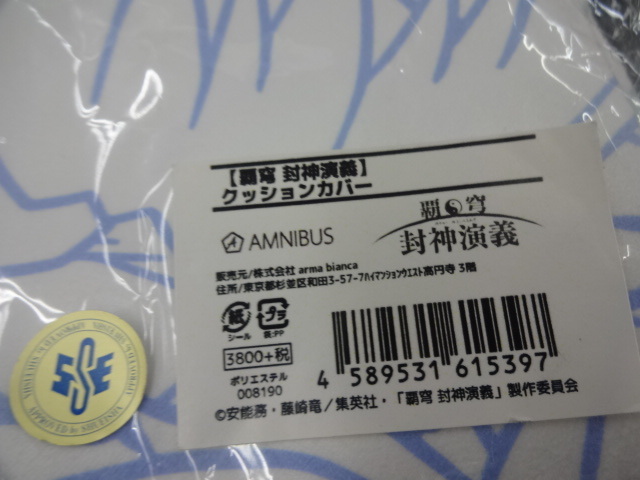 【覇穹 封神演義】
クッションカバー
AMNIBUS
覇穹
封神演義
販売元/株式会社 arma bianca
住所/東京都杉並区和田3-57-7ハイマンションウエスト高円寺 3階
紙
シール
プラ
袋:PP
3800+税
ポリエステル
008190
4 589531 615397
©安能務・藤崎竜/集英社・「覇穹 封神演義」製作委員会